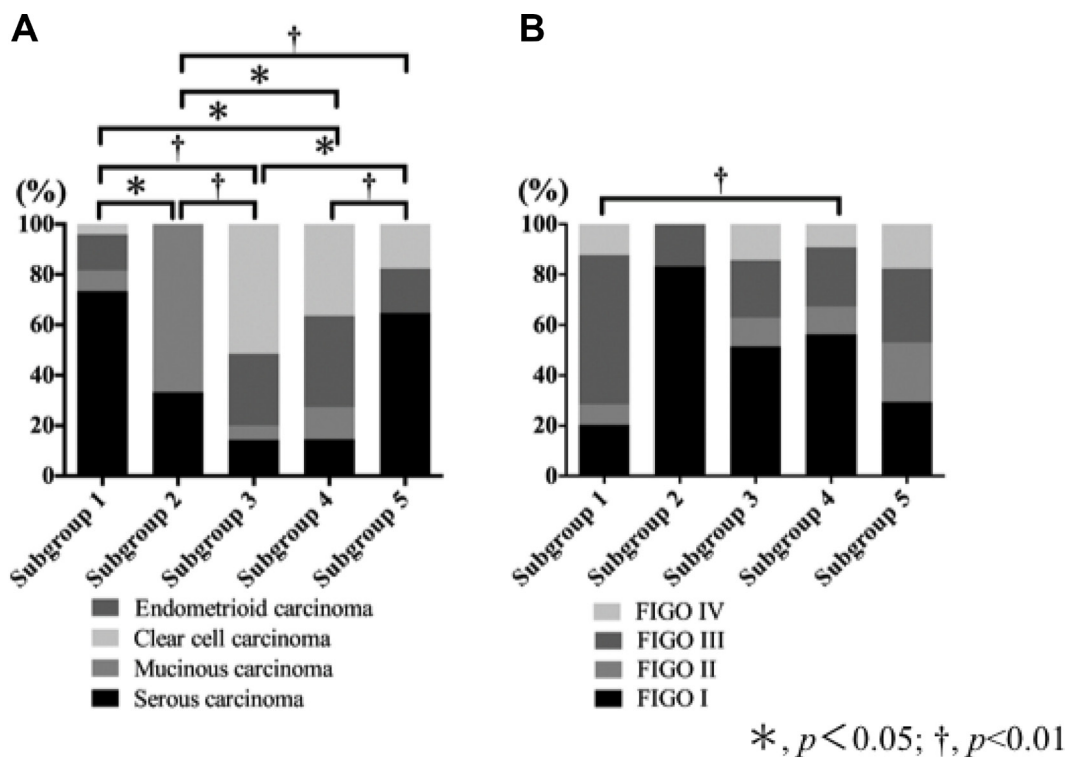 A
†
*
*
†
*
*
†
†
(%)
100
80
60
40
20
0
Subgroup 1
Subgroup 2
Subgroup 3
Subgroup 4
Subgroup 5
Endometrioid carcinoma
Clear cell carcinoma
Mucinous carcinoma
Serous carcinoma
B
†
(%)
100
80
60
40
20
0
Subgroup 1
Subgroup 2
Subgroup 3
Subgroup 4
Subgroup 5
FIGO IV
FIGO III
FIGO II
FIGO I
*, p<0.05; †, p<0.01